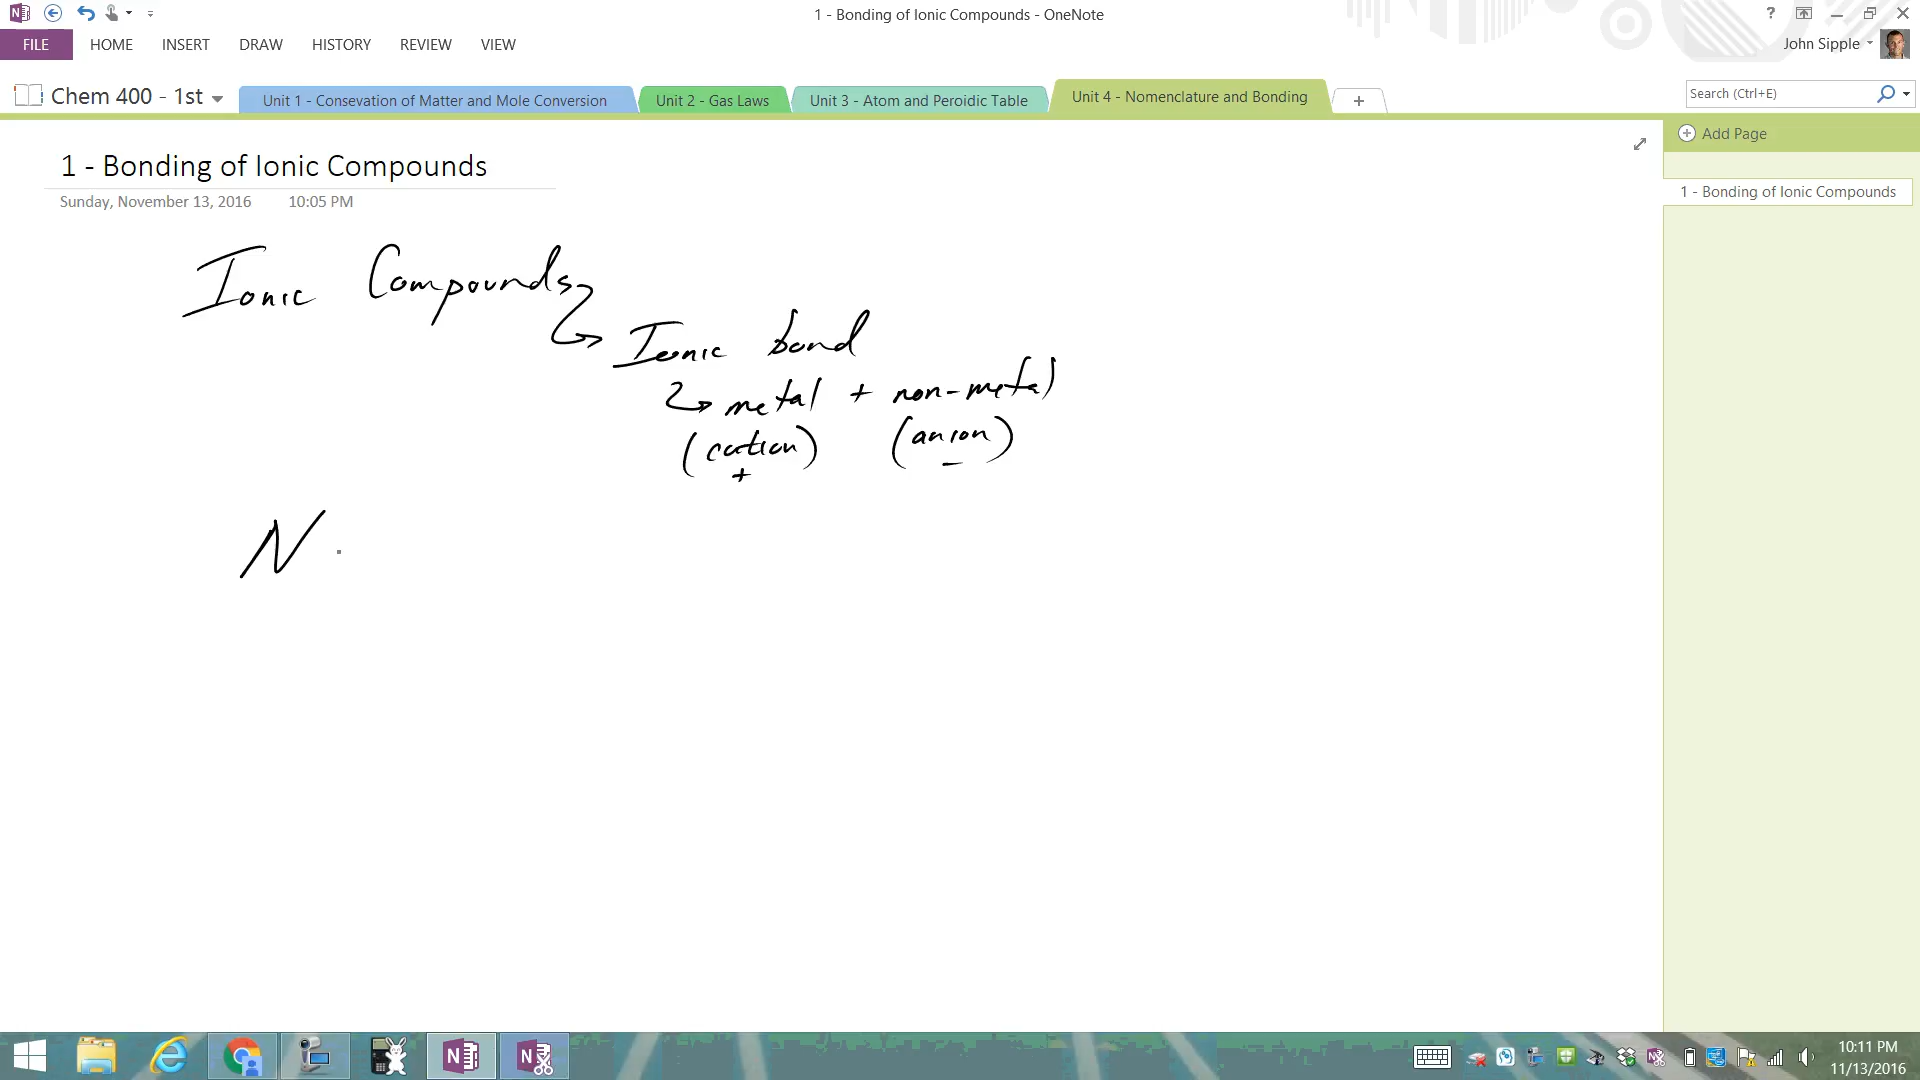 1 - Bonding of Ionic Compounds - OneNote
?
FILE HOME INSERT DRAW HISTORY REVIEW VIEW
John Sipple
Chem 400 - 1st
Unit 1 - Consevation of Matter and Mole Conversion
Unit 2 - Gas Laws
Unit 3 - Atom and Peroidic Table
Unit 4 - Nomenclature and Bonding
+
Search (Ctrl+E)
Add Page
1 - Bonding of Ionic Compounds
1 - Bonding of Ionic Compounds
Sunday, November 13, 2016 10:05 PM
Ionic Compounds
Ionic bond
metal + non-metal
(cation) (anion)
+ -
N
10:11 PM
11/13/2016